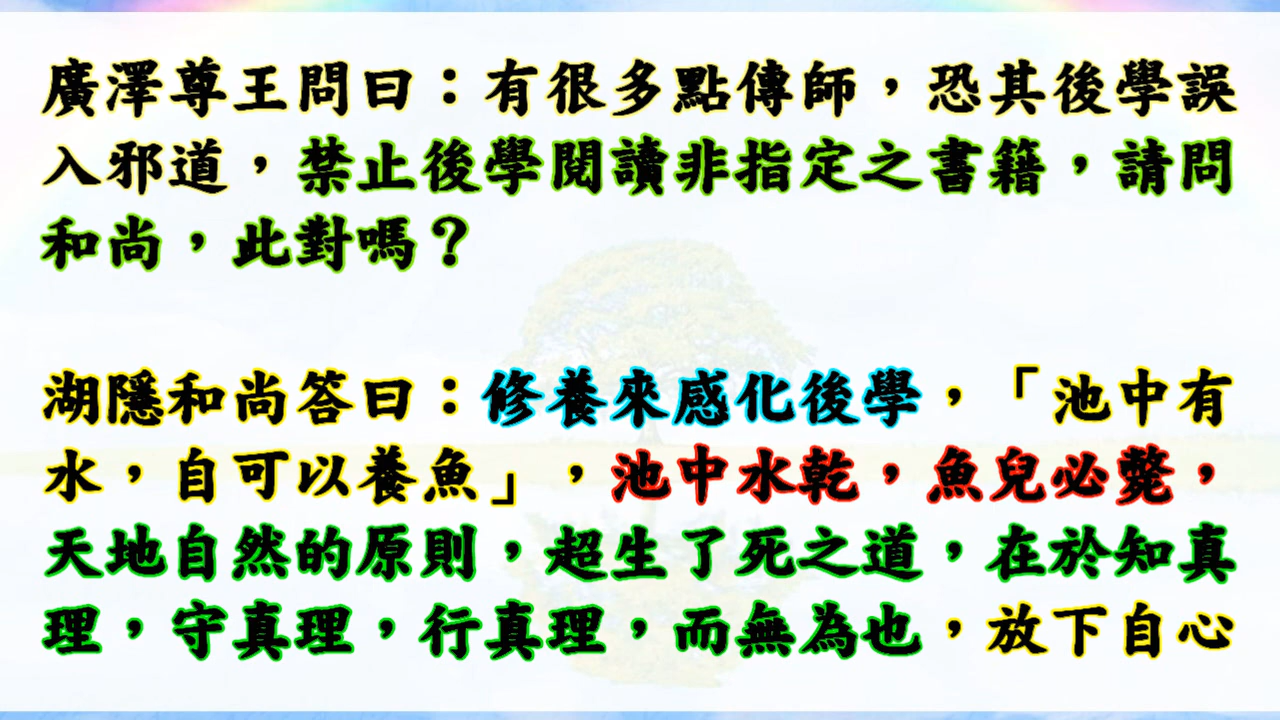 廣澤尊王問曰：有很多點傳師，恐其後學誤
入邪道，禁止後學閱讀非指定之書籍，請問
和尚，此對嗎？
湖隱和尚答曰：修養來感化後學，「池中有
水，自可以養魚」，池中水乾，魚兒必斃，
天地自然的原則，超生了死之道，在於知真
理，守真理，行真理，而無為也，放下自心